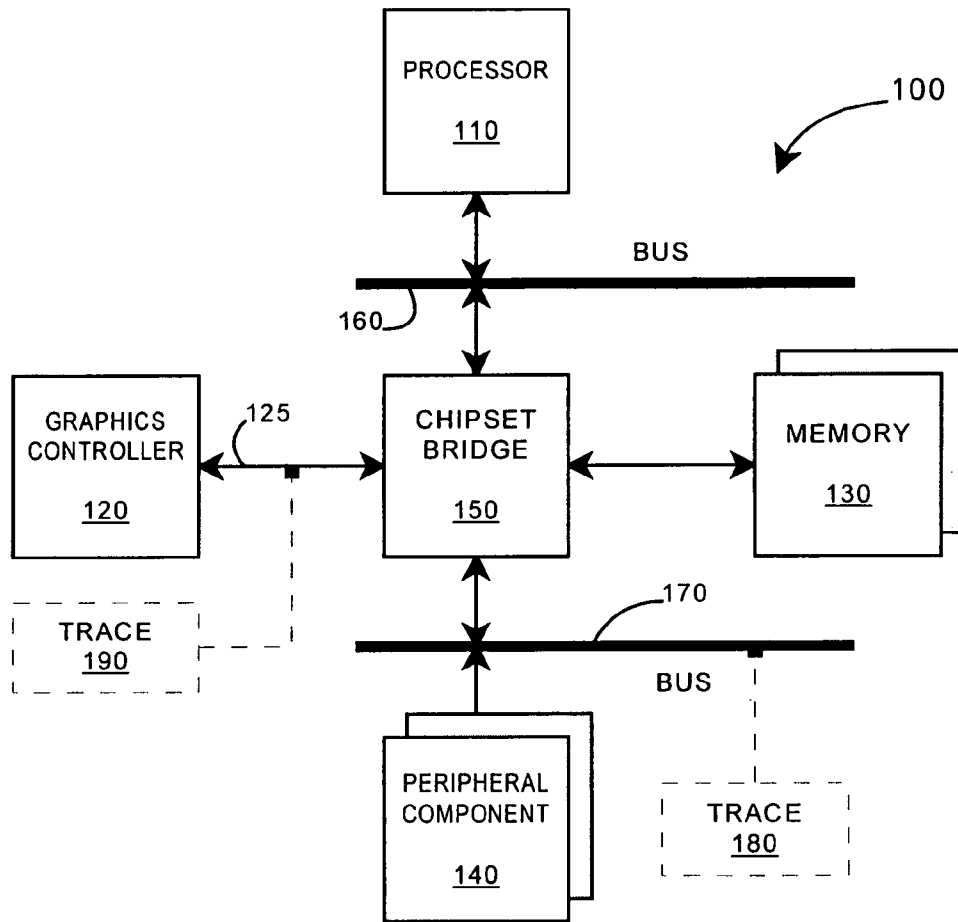 PROCESSOR
110
100
BUS
160
GRAPHICS
CONTROLLER
120
125
CHIPSET
BRIDGE
150
MEMORY
130
170
TRACE
190
BUS
PERIPHERAL
COMPONENT
140
TRACE
180